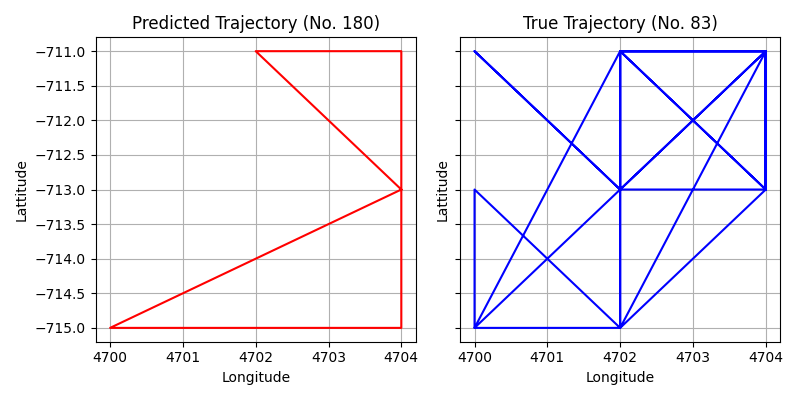 Predicted Trajectory (No. 180)
True Trajectory (No. 83)
−711.0
−711.5
−712.0
−712.5
−713.0
−713.5
−714.0
−714.5
−715.0
Lattitude
Lattitude
4700 4701 4702 4703 4704
4700 4701 4702 4703 4704
Longitude
Longitude